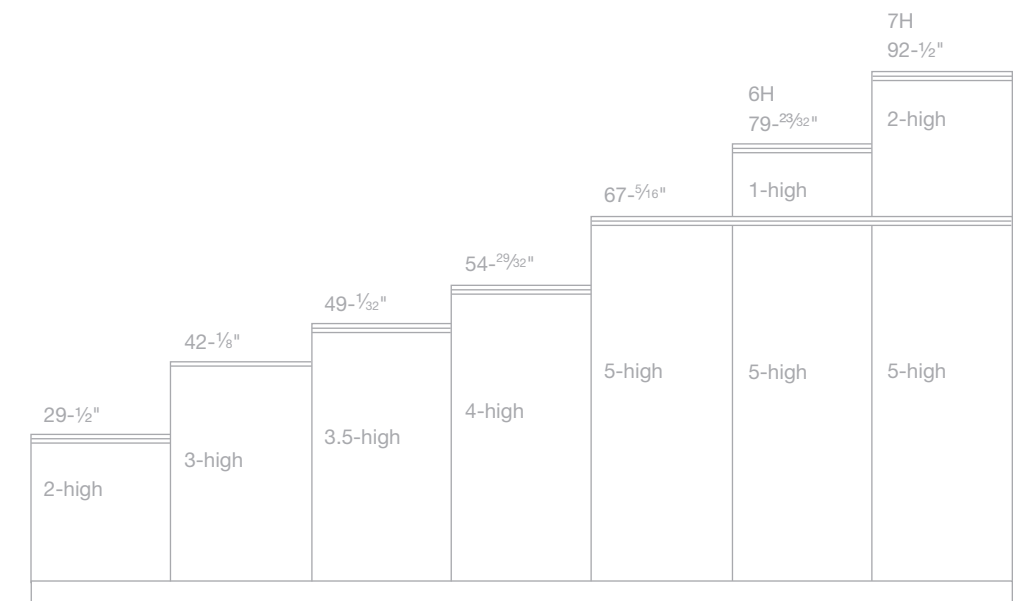 7H
92-½"
6H
79-23⁄32"
2-high
1-high
67-5⁄16"
54-29⁄32"
49-1⁄32"
42-⅛"
29-½"
5-high
5-high
5-high
4-high
3.5-high
3-high
2-high